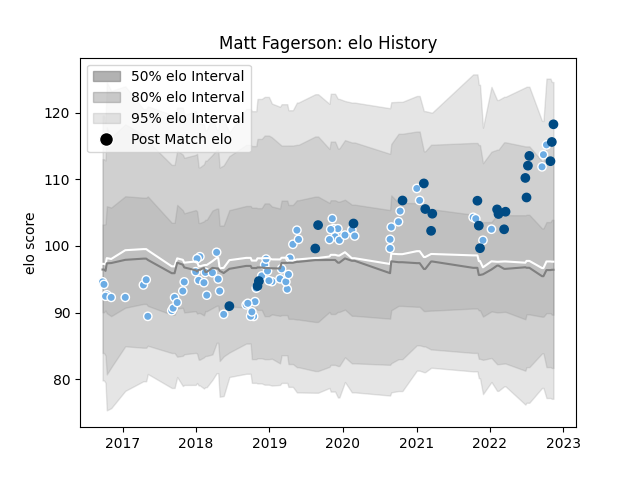 Matt Fagerson: elo History
50% elo Interval
80% elo Interval
95% elo Interval
Post Match elo
elo score
120
110
100
90
80
2017 2018 2019 2020 2021 2022 2023